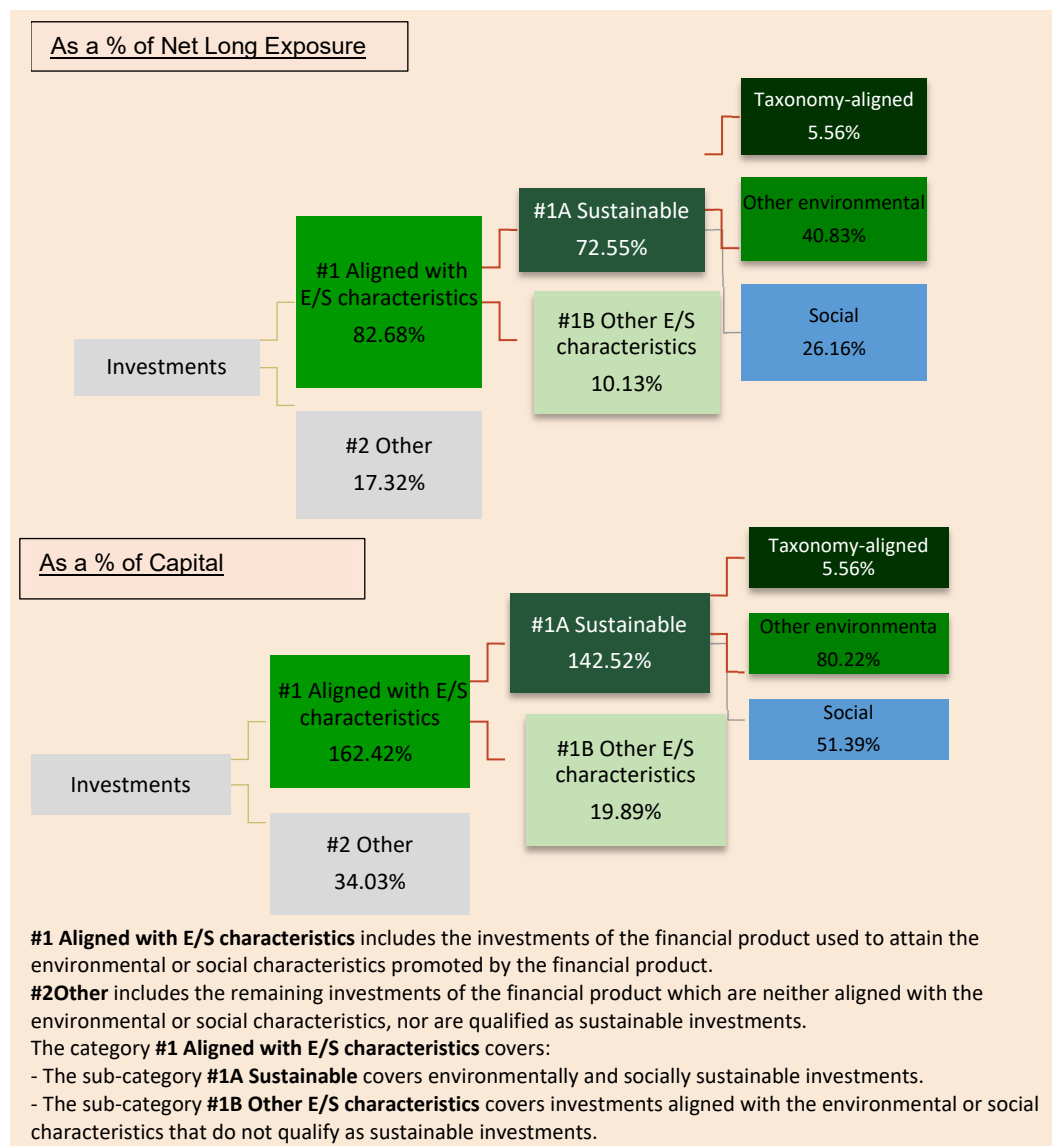 As a % of Net Long Exposure
Taxonomy-aligned
5.56%
#1A Sustainable
72.55%
Other environmental
40.83%
#1 Aligned with
E/S characteristics
82.68%
Social
26.16%
#1B Other E/S
characteristics
10.13%
Investments
#2 Other
17.32%
As a % of Capital
Taxonomy-aligned
5.56%
#1A Sustainable
142.52%
Other environmenta
80.22%
#1 Aligned with E/S
characteristics
162.42%
Social
51.39%
#1B Other E/S
characteristics
19.89%
Investments
#2 Other
34.03%
#1 Aligned with E/S characteristics includes the investments of the financial product used to attain the
environmental or social characteristics promoted by the financial product.
#2Other includes the remaining investments of the financial product which are neither aligned with the
environmental or social characteristics, nor are qualified as sustainable investments.
The category #1 Aligned with E/S characteristics covers:
- The sub-category #1A Sustainable covers environmentally and socially sustainable investments.
- The sub-category #1B Other E/S characteristics covers investments aligned with the environmental or social
characteristics that do not qualify as sustainable investments.